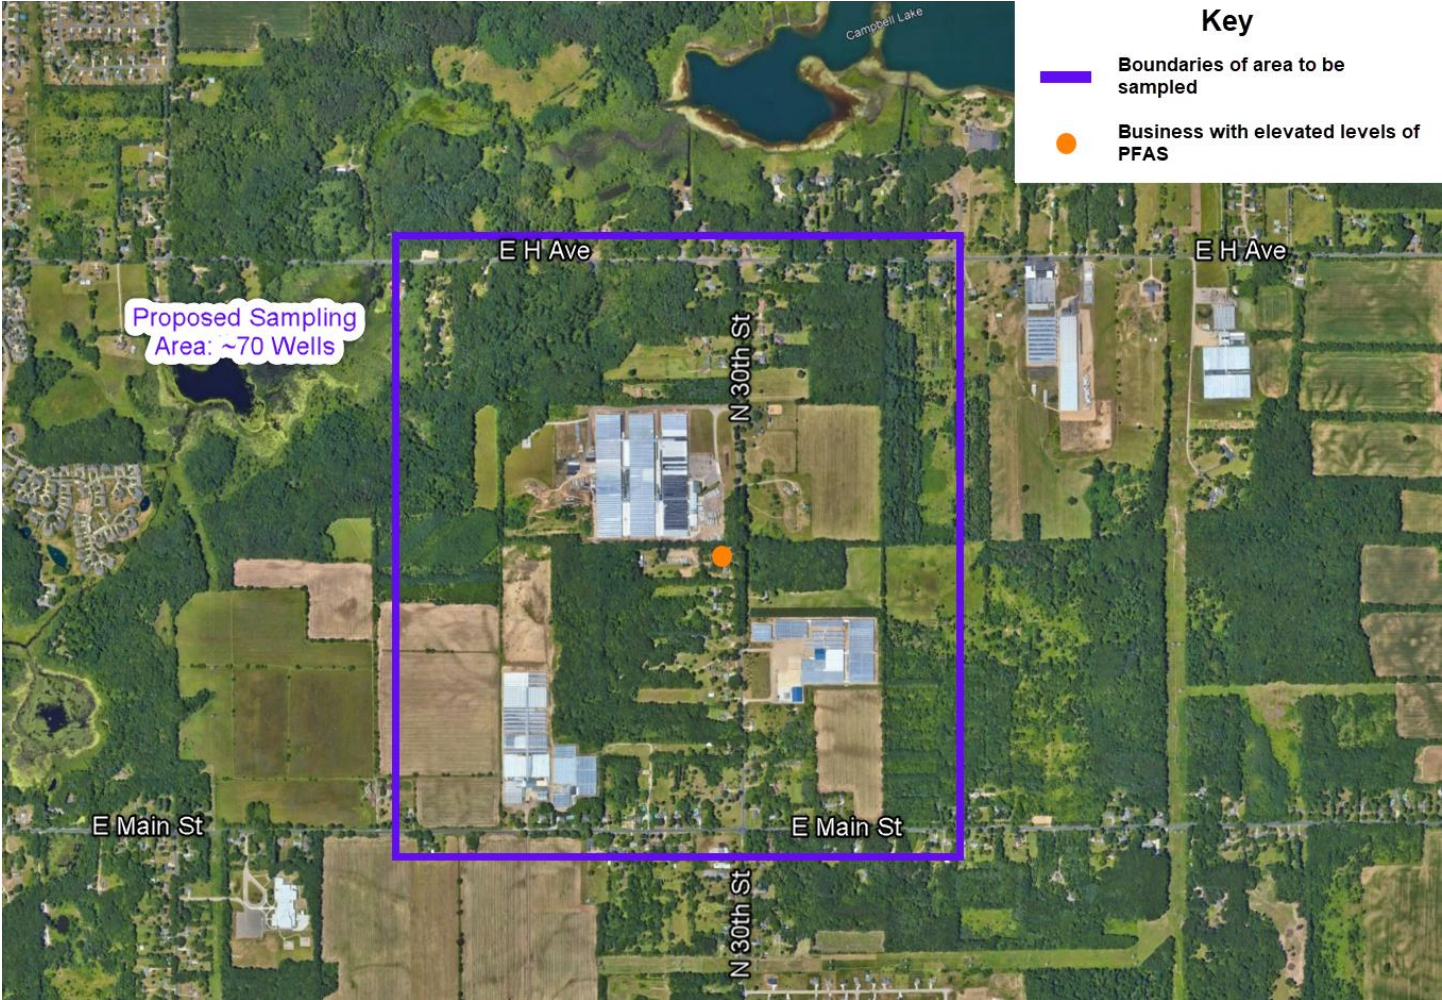 Campbell Lake
Key
Boundaries of area to be
sampled
Business with elevated levels of
PFAS
E H Ave
E H Ave
Proposed Sampling
Area: ~70 Wells
N 30th St
E Main St
E Main St
N 30th St